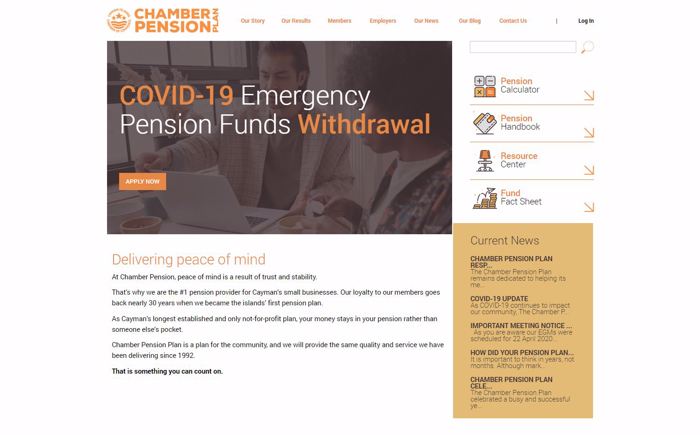 CHAMBER
PENSION PLAN
Our Story Our Results Members Employers Our News Our Blog Contact Us | Log In
COVID-19 Emergency
Pension Funds Withdrawal
APPLY NOW
Pension
Calculator
Pension
Handbook
Resource
Center
Fund
Fact Sheet
Delivering peace of mind
At Chamber Pension, peace of mind is a result of trust and stability.
That's why we are the #1 pension provider for Cayman's small businesses. Our loyalty to our members goes
back nearly 30 years when we became the islands' first pension plan.
As Cayman's longest established and only not-for-profit plan, your money stays in your pension rather than
someone else's pocket.
Chamber Pension Plan is a plan for the community, and we will provide the same quality and service we have
been delivering since 1992.
That is something you can count on.
Current News
CHAMBER PENSION PLAN
RESP...
The Chamber Pension Plan
remains dedicated to helping its
me...
COVID-19 UPDATE
As COVID-19 continues to impact
our community, The Chamber P...
IMPORTANT MEETING NOTICE ...
As you are aware our EGMs were
scheduled for 22 April 2020...
HOW DID YOUR PENSION PLAN...
It is important to think in years, not
months. Although mark...
CHAMBER PENSION PLAN
CELE...
The Chamber Pension Plan
celebrated a busy and successful
ye...